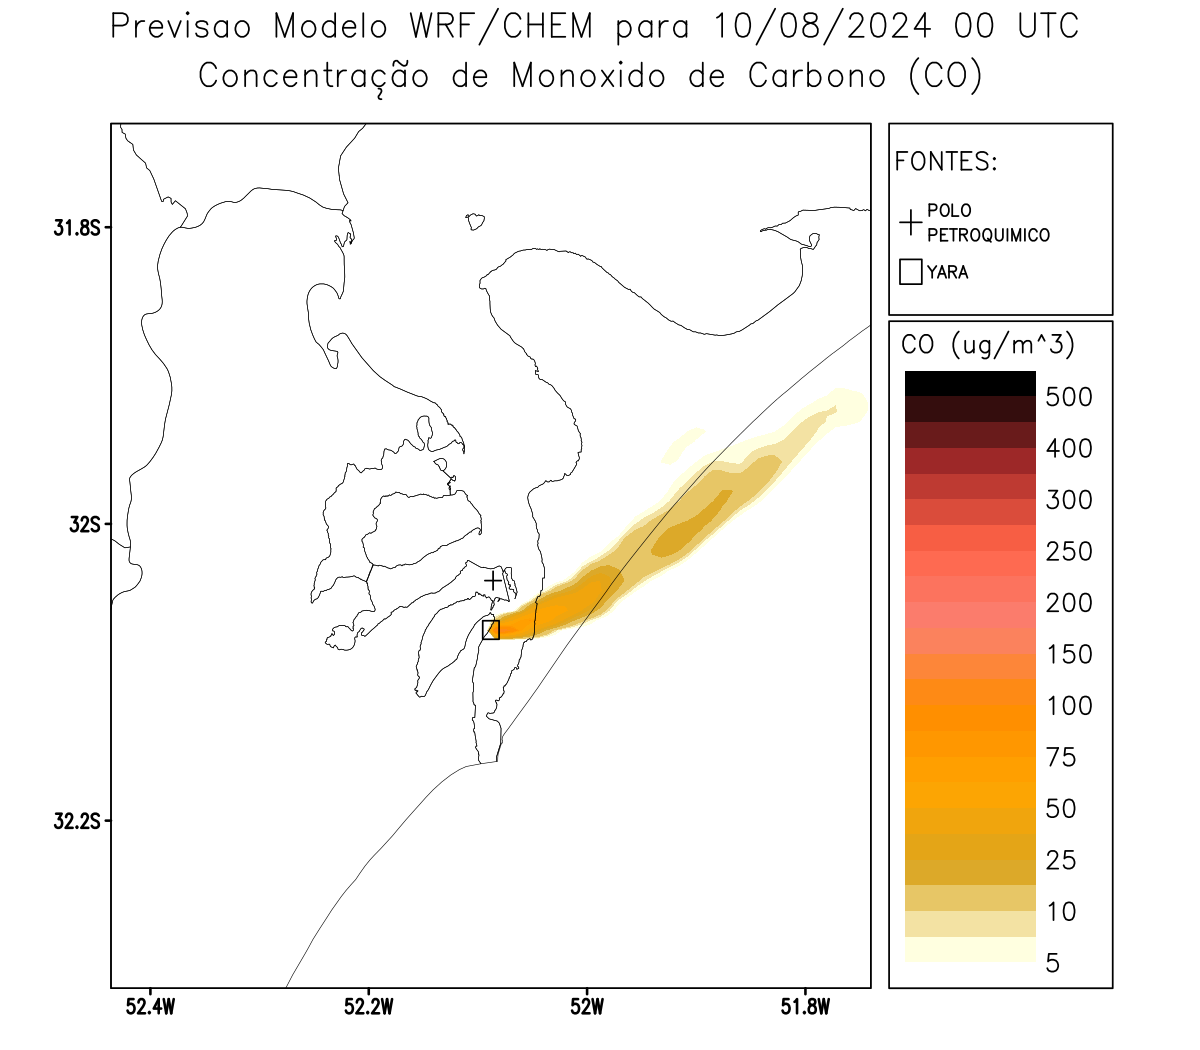 Previsao Modelo WRF/CHEM para 10/08/2024 00 UTC
Concentração de Monoxido de Carbono (CO)
FONTES:
POLO
PETROQUIMICO
YARA
CO (ug/m^3)
500
400
300
250
200
150
100
75
50
25
10
5
31.8S
32S
32.2S
52.4W
52.2W
52W
51.8W